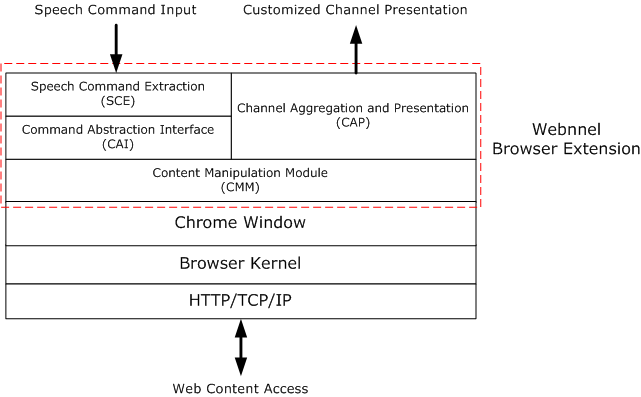 Speech Command Input
Customized Channel Presentation
Speech Command Extraction
(SCE)
Channel Aggregation and Presentation
(CAP)
Command Abstraction Interface
(CAI)
Webnnel
Browser Extension
Content Manipulation Module
(CMM)
Chrome Window
Browser Kernel
HTTP/TCP/IP
Web Content Access